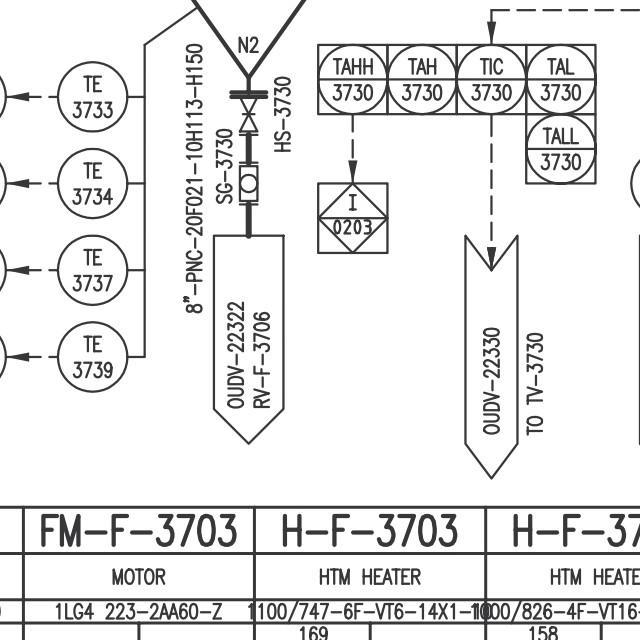 N2
TE
3733
TE
3734
TE
3737
TE
3739
8"-PNC-20F021-10H113-H150
SG-3730
HS-3730
OUDV-22322
RV-F-3706
TAHH
3730
TAH
3730
TIC
3730
TAL
3730
TALL
3730
I
0203
OUDV-22330
TO TV-3730
FM-F-3703
H-F-3703
H-F-37
MOTOR
HTM HEATER
HTM HEATE
1LG4 223-2AA60-Z
1100/747-6F-VT6-14X1-
00/826-4F-VT16-
169
158